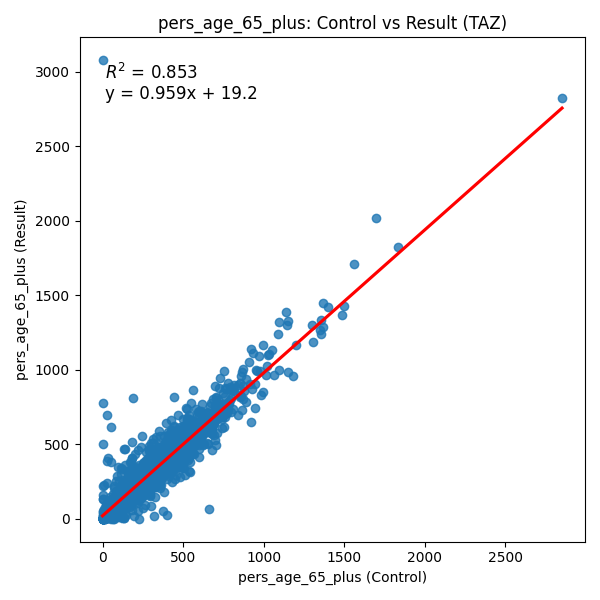 pers_age_65_plus: Control vs Result (TAZ)
R² = 0.853
y = 0.959x + 19.2
pers_age_65_plus (Result)
3000
2500
2000
1500
1000
500
0
0 500 1000 1500 2000 2500
pers_age_65_plus (Control)